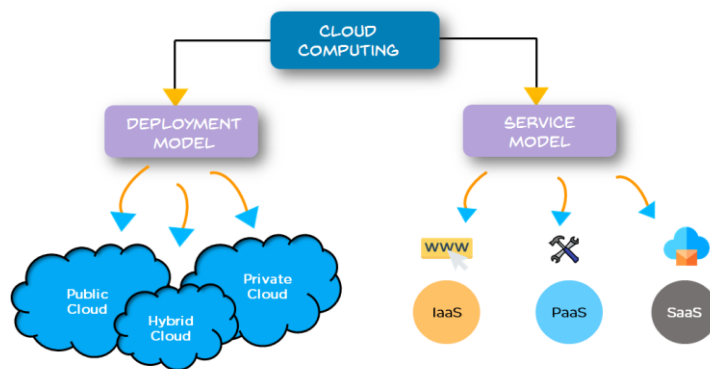 CLOUD
COMPUTING
DEPLOYMENT
MODEL
SERVICE
MODEL
Public
Cloud
Hybrid
Cloud
Private
Cloud
WWW
IaaS
PaaS
SaaS